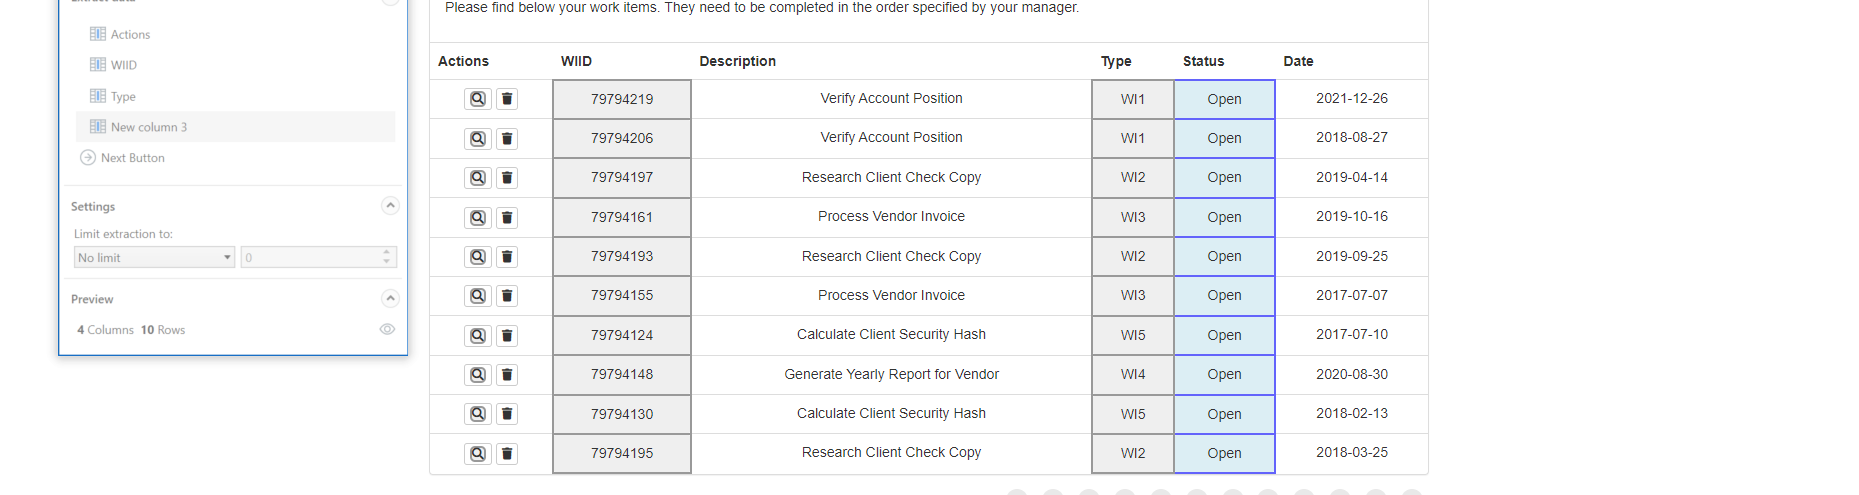 Extract data
Actions
WIID
Type
New column 3
Next Button
Settings
Limit extraction to:
No limit 0
Preview
4 Columns 10 Rows
Please find below your work items. They need to be completed in the order specified by your manager.
Actions WIID Description Type Status Date
79794219 Verify Account Position WI1 Open 2021-12-26
79794206 Verify Account Position WI1 Open 2018-08-27
79794197 Research Client Check Copy WI2 Open 2019-04-14
79794161 Process Vendor Invoice WI3 Open 2019-10-16
79794193 Research Client Check Copy WI2 Open 2019-09-25
79794155 Process Vendor Invoice WI3 Open 2017-07-07
79794124 Calculate Client Security Hash WI5 Open 2017-07-10
79794148 Generate Yearly Report for Vendor WI4 Open 2020-08-30
79794130 Calculate Client Security Hash WI5 Open 2018-02-13
79794195 Research Client Check Copy WI2 Open 2018-03-25